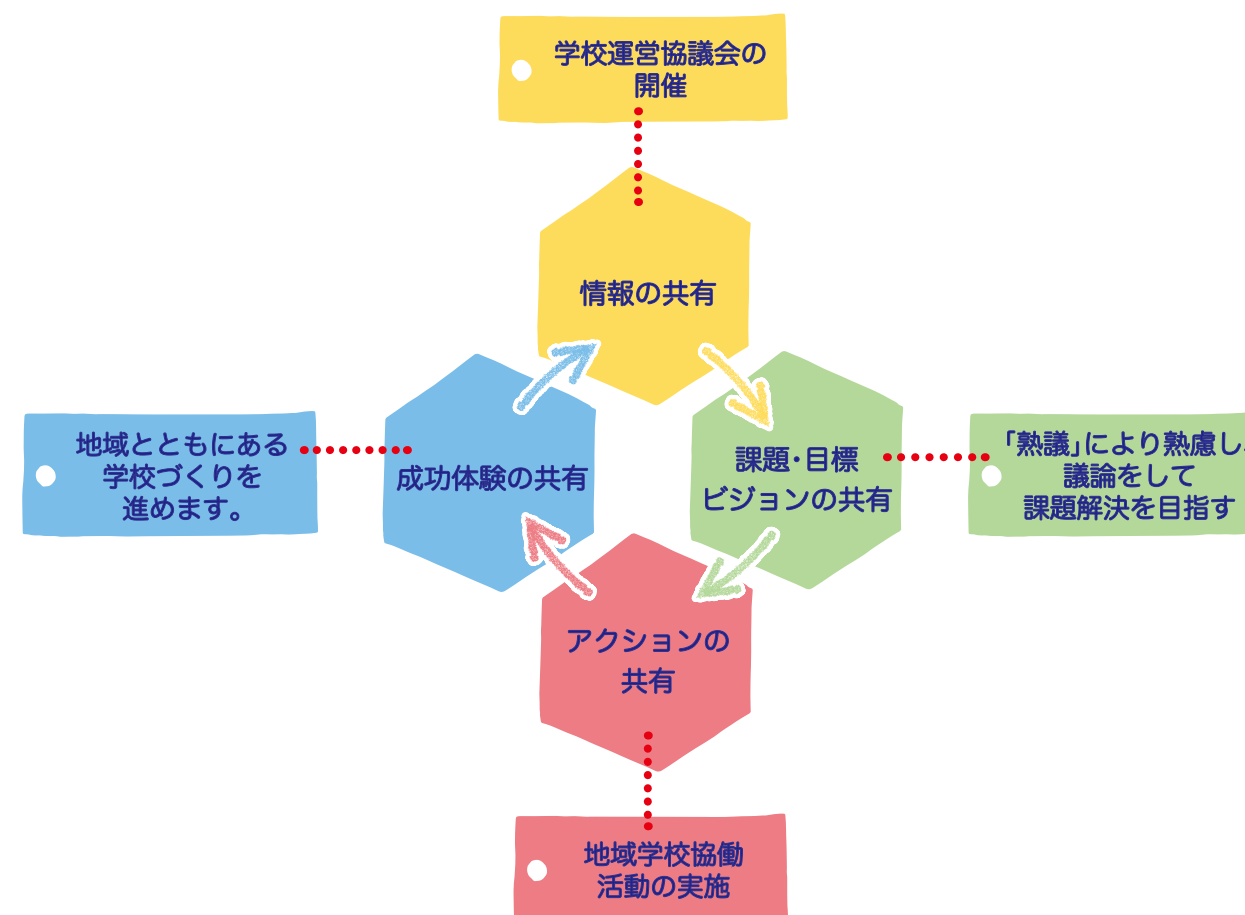 学校運営協議会の
開催
情報の共有
地域とともにある
学校づくりを
進めます。
成功体験の共有
課題・目標
ビジョンの共有
「熟議」により熟慮し、
議論をして
課題解決を目指す
アクションの
共有
地域学校協働
活動の実施